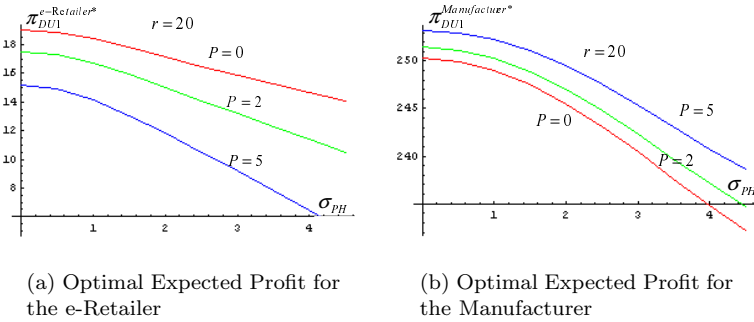 π_{DU1}^{e-Retailer*}
r = 20
P = 0
P = 2
P = 5
σ_{PH}
18
16
14
12
10
8
1 2 3 4
(a) Optimal Expected Profit for
the e-Retailer
π_{DU1}^{Manufacturer*}
r = 20
P = 5
P = 0
P = 2
σ_{PH}
250
245
240
1 2 3 4
(b) Optimal Expected Profit for
the Manufacturer